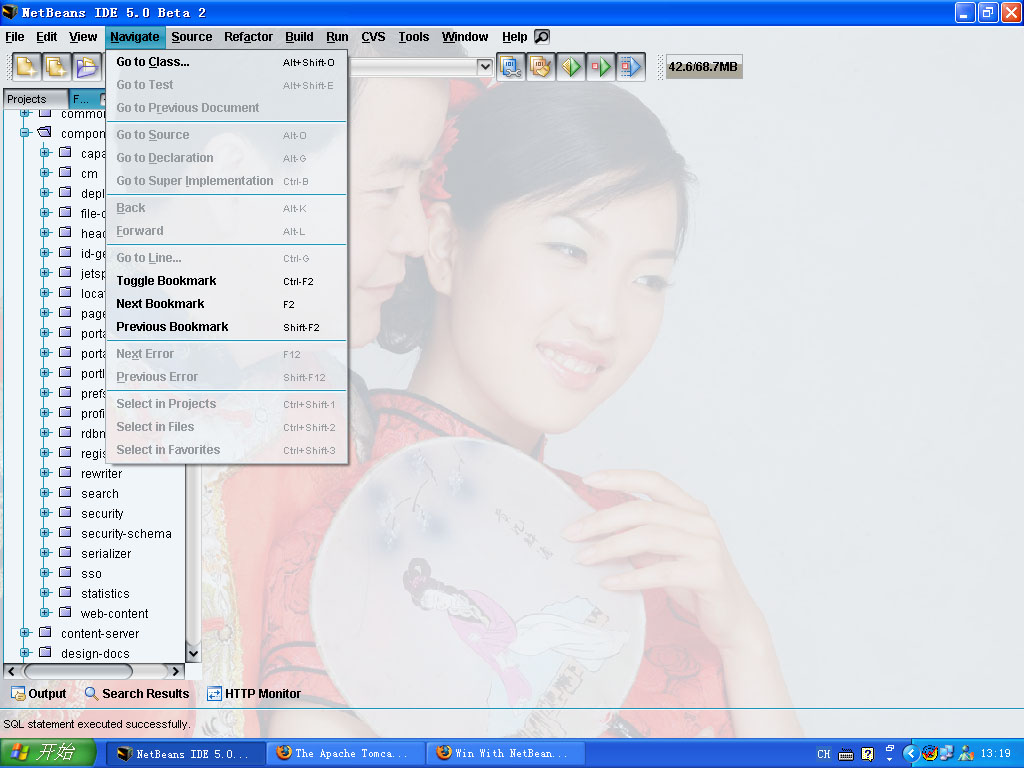 NetBeans IDE 5.0 Beta 2
File Edit View Navigate Source Refactor Build Run CVS Tools Window Help
42.6/68.7MB
Projects F...
Go to Class... Alt+Shift-O
Go to Test Alt+Shift-E
Go to Previous Document
Go to Source Alt-O
Go to Declaration Alt-G
Go to Super Implementation Ctrl-B
Back Alt-K
Forward Alt-L
Go to Line... Ctrl-G
Toggle Bookmark Ctrl-F2
Next Bookmark F2
Previous Bookmark Shift-F2
Next Error F12
Previous Error Shift-F12
Select in Projects Ctrl+Shift-1
Select in Files Ctrl+Shift-2
Select in Favorites Ctrl+Shift-3
commo
compon
capa
cm
depl
file-c
head
id-ge
jetsp
locat
page
porta
porta
portl
prefs
profi
rdbn
regis
rewriter
search
security
security-schema
serializer
sso
statistics
web-content
content-server
design-docs
Output Search Results HTTP Monitor
SQL statement executed successfully.
开始 NetBeans IDE 5.0... The Apache Tomca... Win With NetBean... CH 13:19